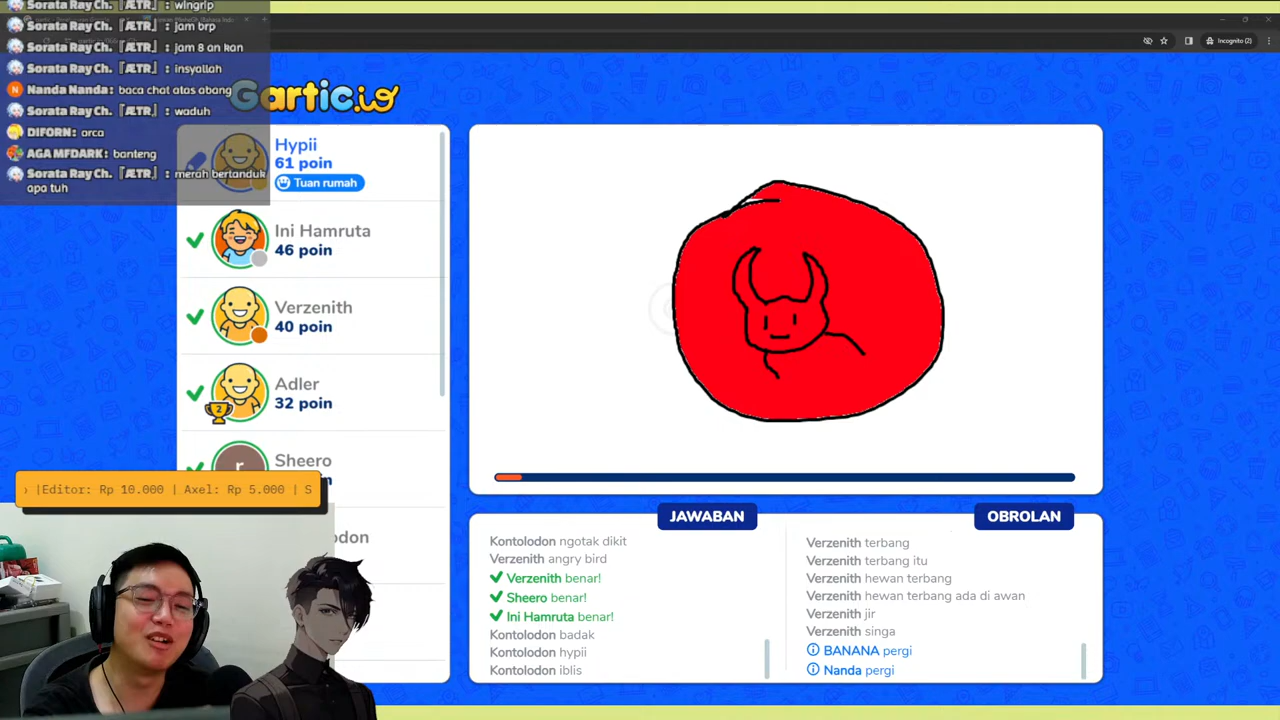 Sorata Ray Ch.『ÆTR』: wingrip
Sorata Ray Ch.『ÆTR』: jam brp
Sorata Ray Ch.『ÆTR』: jam 8 an kan
Sorata Ray Ch.『ÆTR』: insyallah
Nanda Nanda: baca chat atas abang
Sorata Ray Ch.『ÆTR』: waduh
DIFORN: arca
AGA MFDARK: banteng
Sorata Ray Ch.『ÆTR』: merah bertanduk
apa tuh
Incognito (2)
Gartic.io
Hypii
61 poin
Tuan rumah
Ini Hamruta
46 poin
Verzenith
40 poin
Adler
32 poin
2
Sheero
r
|Editor: Rp 10.000 | Axel: Rp 5.000 | S
JAWABAN
Kontolodon ngotak dikit
Verzenith angry bird
Verzenith benar!
Sheero benar!
Ini Hamruta benar!
Kontolodon badak
Kontolodon hypii
Kontolodon iblis
OBROLAN
Verzenith terbang
Verzenith terbang itu
Verzenith hewan terbang
Verzenith hewan terbang ada di awan
Verzenith jir
Verzenith singa
BANANA pergi
Nanda pergi